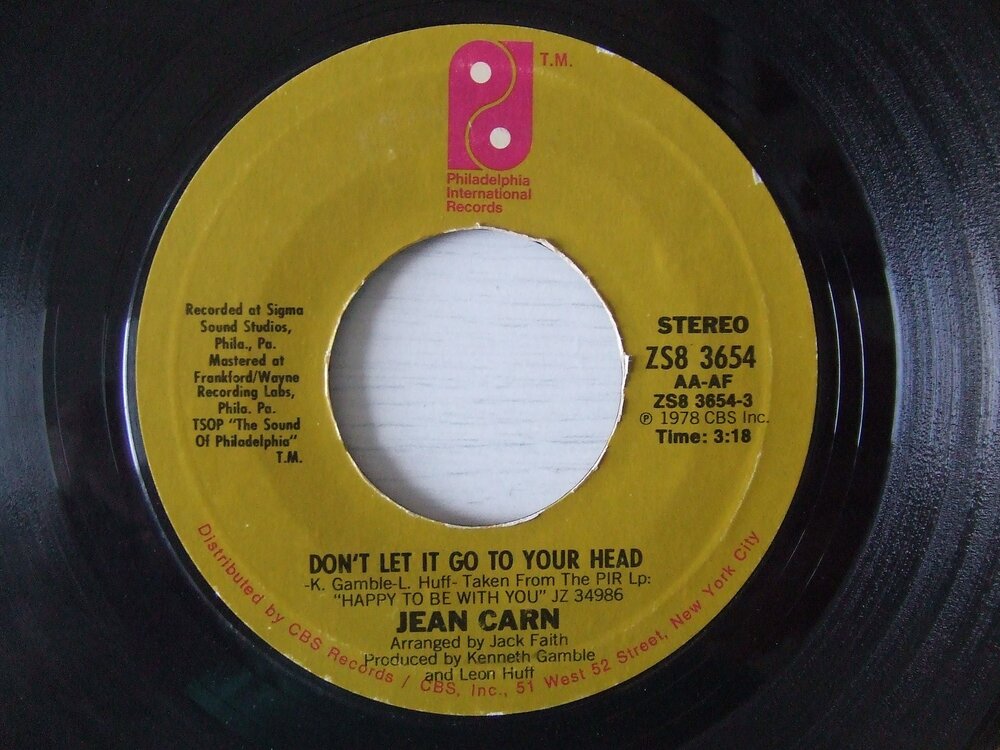 T.M.
Philadelphia
International
Records
Recorded at Sigma
Sound Studios,
Phila., Pa.
Mastered at
Frankford/Wayne
Recording Labs,
Phila. Pa.
TSOP "The Sound
Of Philadelphia"
T.M.
STEREO
ZS8 3654
AA-AF
ZS8 3654-3
℗ 1978 CBS Inc.
Time: 3:18
DON'T LET IT GO TO YOUR HEAD
-K. Gamble-L. Huff- Taken From The PIR Lp:
"HAPPY TO BE WITH YOU" JZ 34986
JEAN CARN
Arranged by Jack Faith
Produced by Kenneth Gamble
and Leon Huff
Distributed by CBS Records / CBS, Inc., 51 West 52 Street, New York City